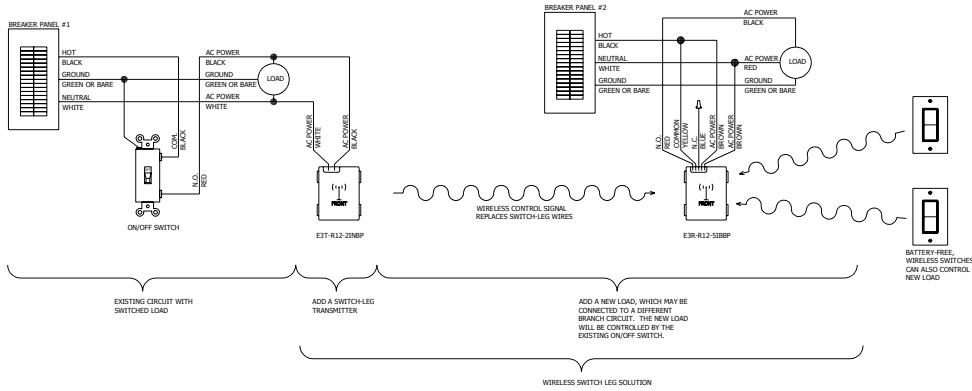 BREAKER PANEL #1
HOT
BLACK
GROUND
GREEN OR BARE
NEUTRAL
WHITE
AC POWER
BLACK
GROUND
GREEN OR BARE
AC POWER
WHITE
LOAD
COM.
BLACK
N.O.
RED
ON/OFF SWITCH
AC POWER
WHITE
AC POWER
BLACK
FRONT
E3T-R12-2INBP
WIRELESS CONTROL SIGNAL
REPLACES SWITCH-LEG WIRES
BREAKER PANEL #2
HOT
BLACK
NEUTRAL
WHITE
GROUND
GREEN OR BARE
AC POWER
BLACK
AC POWER
RED
GROUND
GREEN OR BARE
LOAD
N.O.
RED
COMMON
YELLOW
N.C.
BLUE
AC POWER
BROWN
AC POWER
BROWN
FRONT
E3R-R12-5IBBP
BATTERY-FREE,
WIRELESS SWITCHES
CAN ALSO CONTROL
NEW LOAD
EXISTING CIRCUIT WITH
SWITCHED LOAD
ADD A SWITCH-LEG
TRANSMITTER
ADD A NEW LOAD, WHICH MAY BE
CONNECTED TO A DIFFERENT
BRANCH CIRCUIT. THE NEW LOAD
WILL BE CONTROLLED BY THE
EXISTING ON/OFF SWITCH.
WIRELESS SWITCH LEG SOLUTION